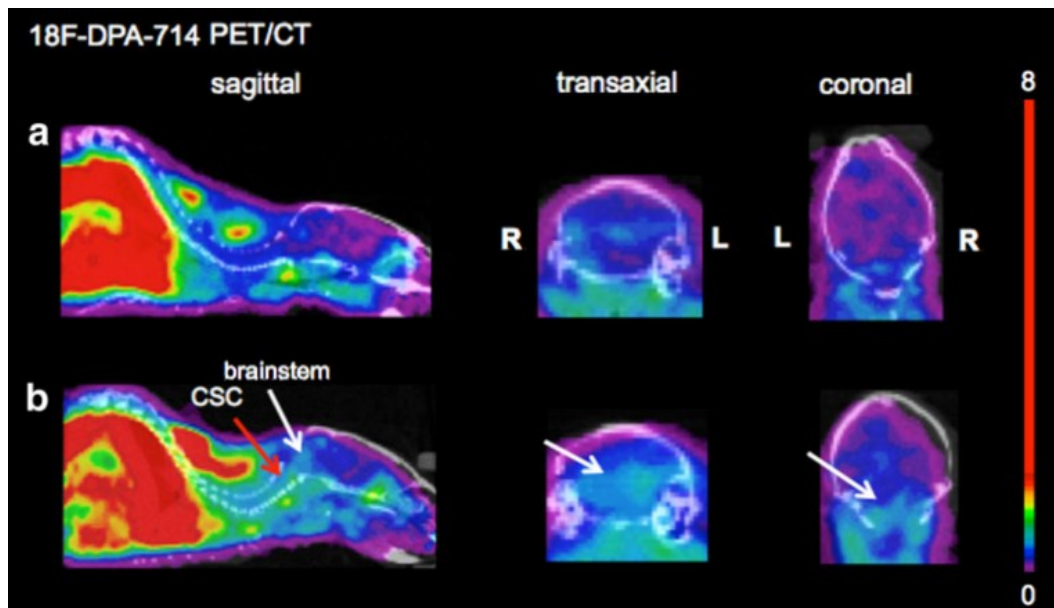 18F-DPA-714 PET/CT
sagittal transaxial coronal
8
a
R L L R
brainstem
CSC
b
0